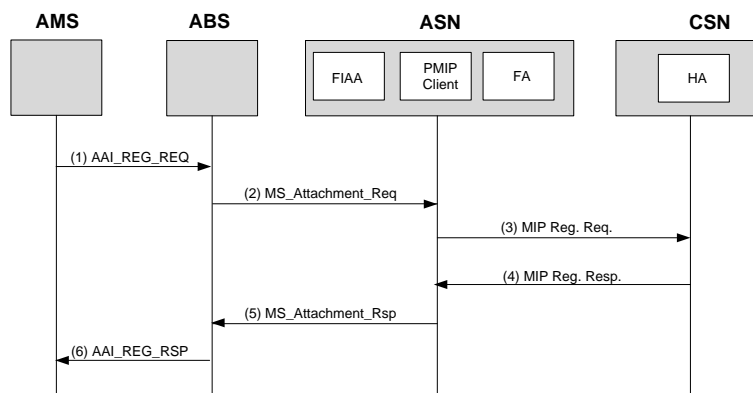 AMS
ABS
ASN
CSN
FIAA
PMIP
Client
FA
HA
(1) AAI_REG_REQ
(2) MS_Attachment_Req
(3) MIP Reg. Req.
(4) MIP Reg. Resp.
(5) MS_Attachment_Rsp
(6) AAI_REG_RSP